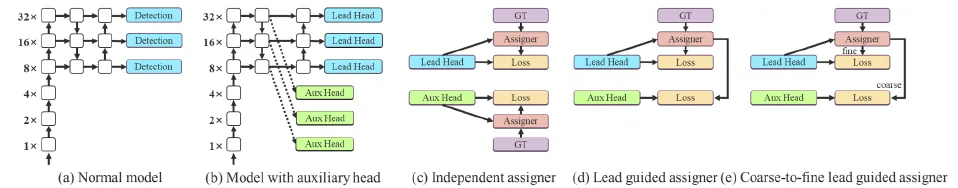 32×
16×
8×
4×
2×
1×
Detection
Detection
Detection
(a) Normal model
32×
16×
8×
4×
2×
1×
Lead Head
Lead Head
Lead Head
Aux Head
Aux Head
Aux Head
(b) Model with auxiliary head
GT
Assigner
Lead Head
Loss
Aux Head
Loss
Assigner
GT
(c) Independent assigner
GT
Assigner
Lead Head
Loss
Aux Head
Loss
(d) Lead guided assigner
GT
Assigner
fine
Lead Head
Loss
coarse
Aux Head
Loss
(e) Coarse-to-fine lead guided assigner